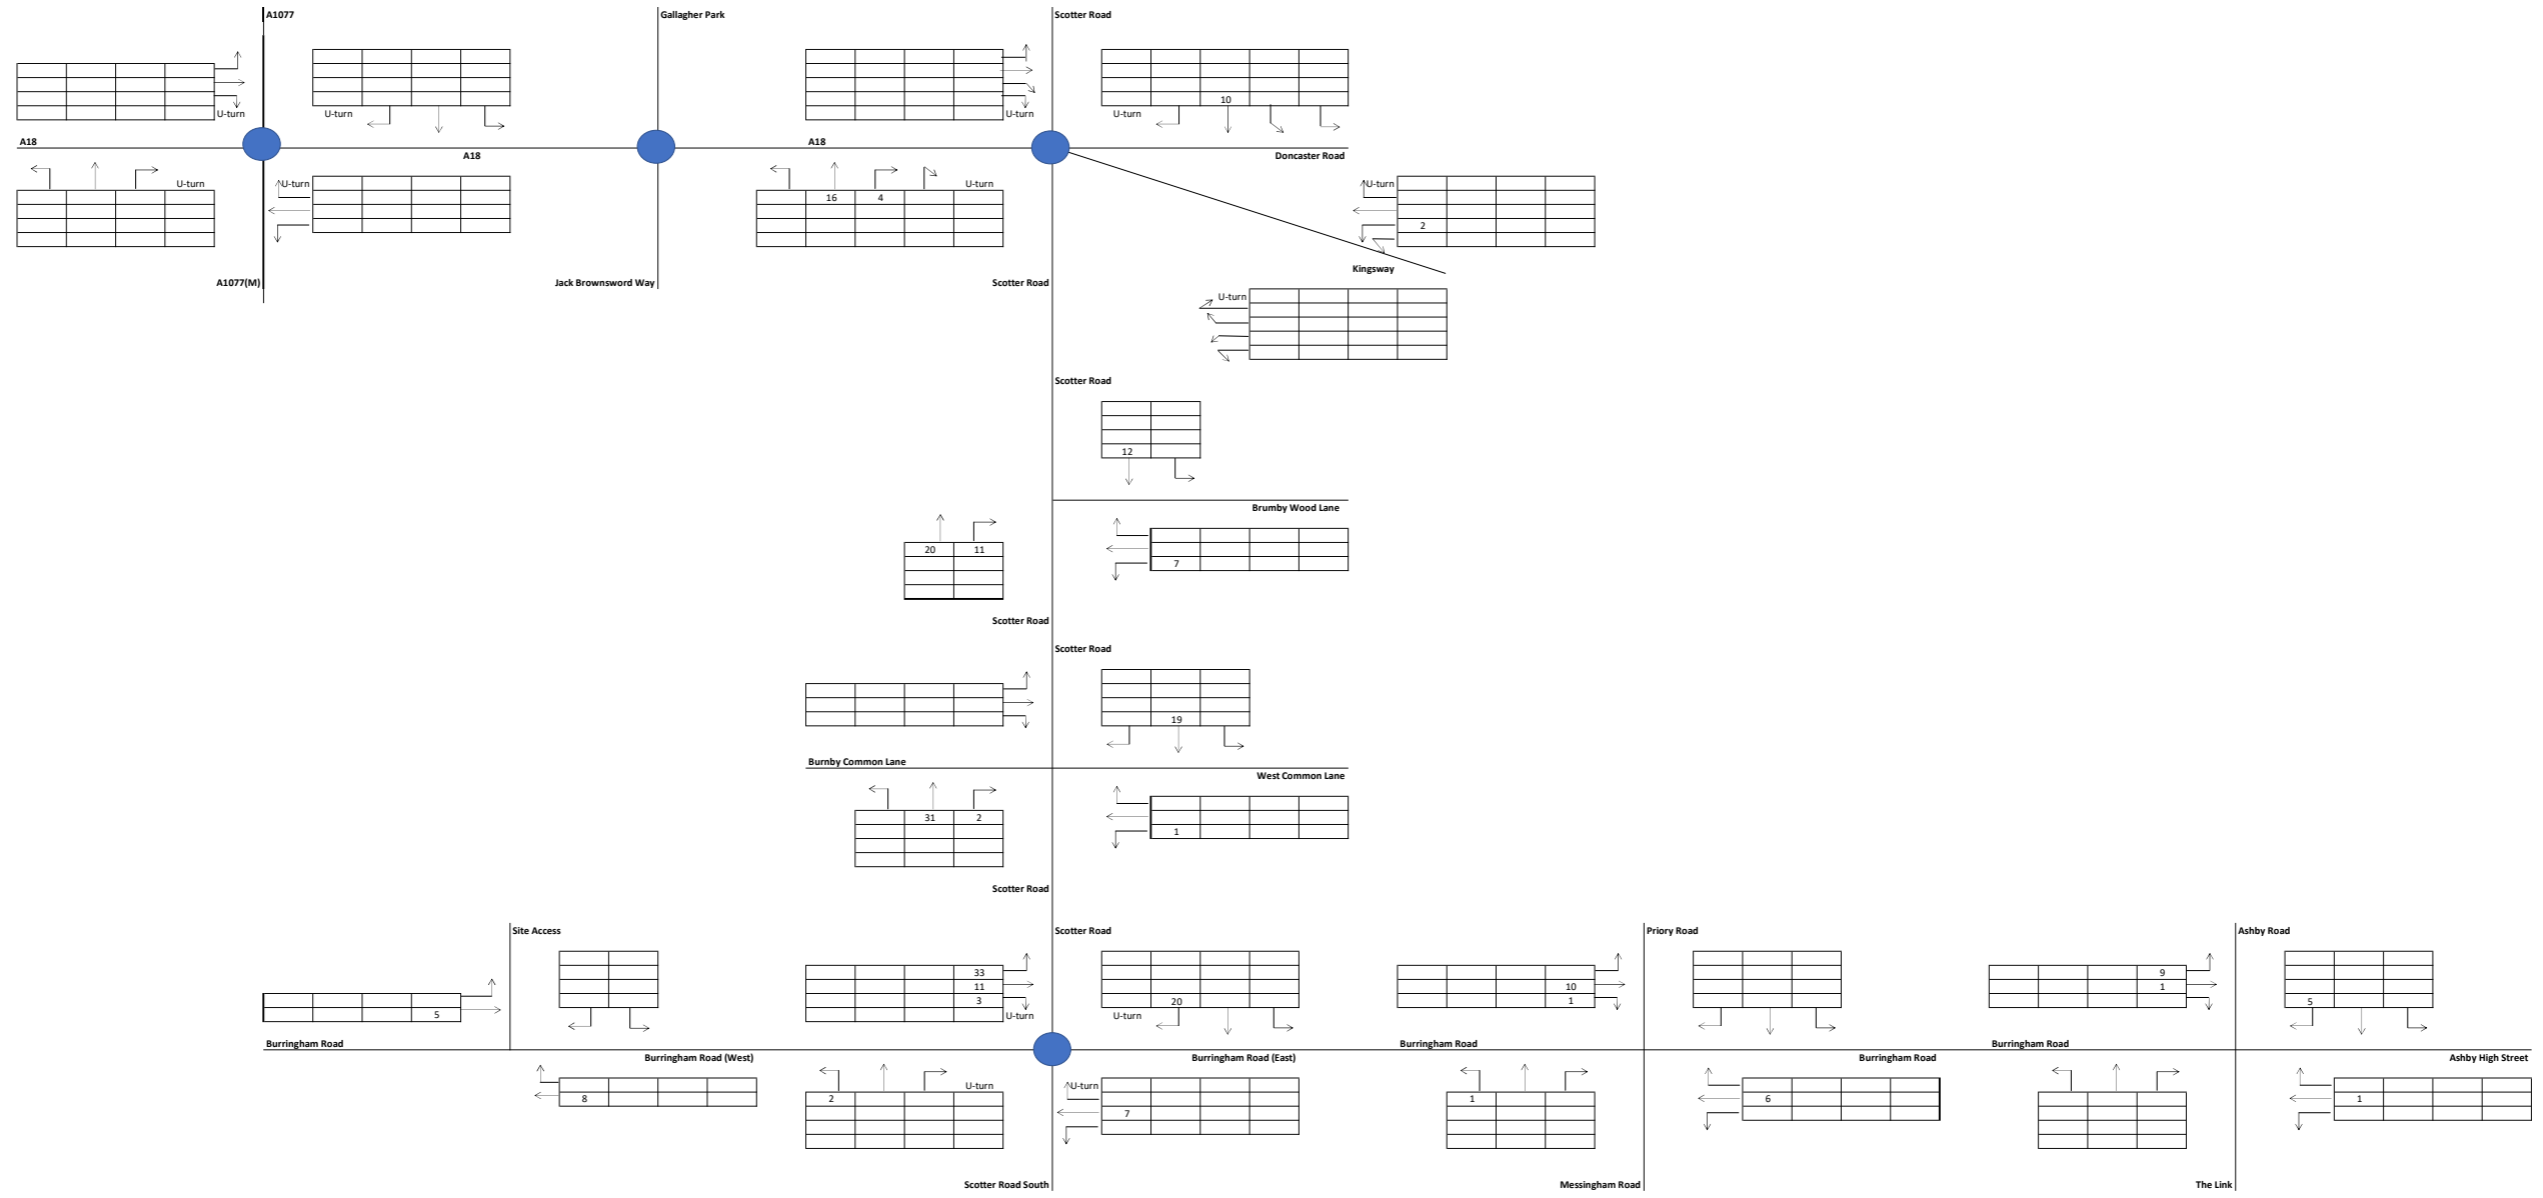 A1077
Gallagher Park
Scotter Road
U-turn
U-turn
U-turn
10
U-turn
A18
A18
A18
Doncaster Road
U-turn
U-turn
U-turn
U-turn
16 4
2
A1077(M)
Jack Brownsword Way
Scotter Road
Kingsway
U-turn
Scotter Road
12
Brumby Wood Lane
20 11
7
Scotter Road
Scotter Road
19
Burnby Common Lane
West Common Lane
31 2
1
Scotter Road
Site Access
Scotter Road
Priory Road
Ashby Road
33
11
3
U-turn
20
U-turn
10
1
9
1
5
5
Burringham Road
Burringham Road (West)
Burringham Road (East)
Burringham Road
Burringham Road
Burringham Road
Ashby High Street
8
U-turn
2
U-turn
7
1
6
1
Scotter Road South
Messingham Road
The Link